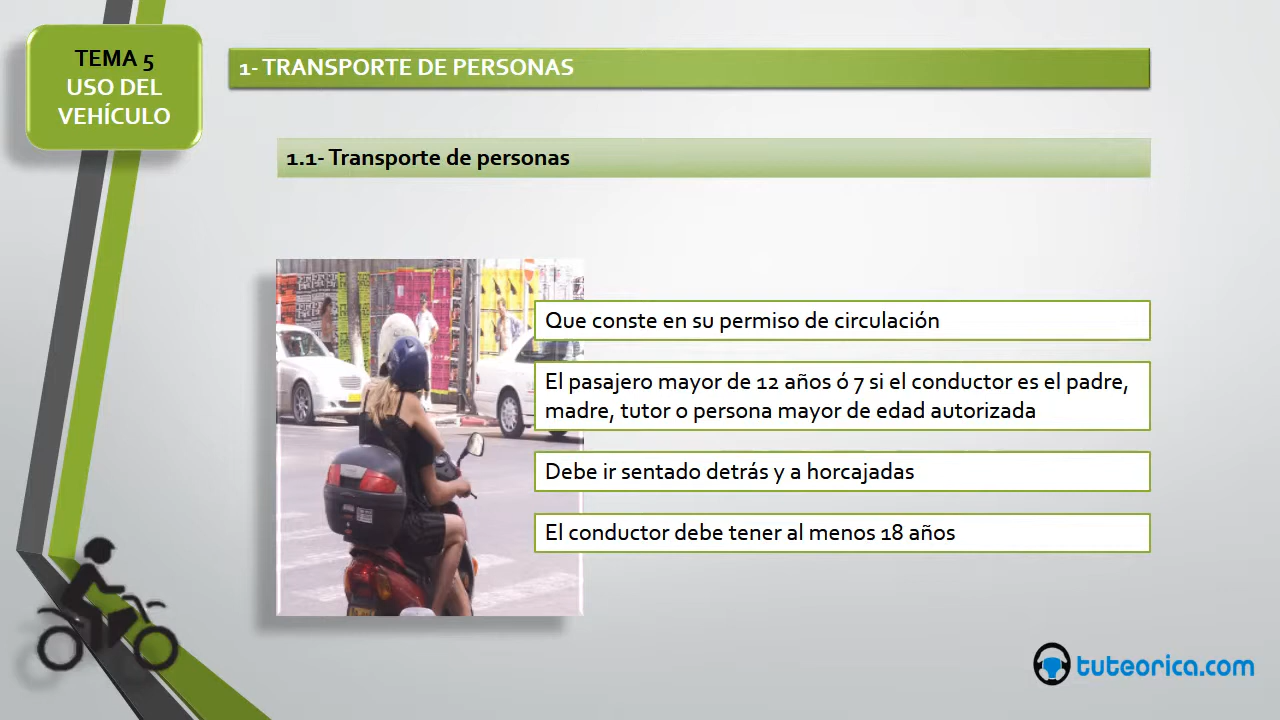 TEMA 5
USO DEL
VEHÍCULO
1- TRANSPORTE DE PERSONAS
1.1- Transporte de personas
Que conste en su permiso de circulación
El pasajero mayor de 12 años ó 7 si el conductor es el padre,
madre, tutor o persona mayor de edad autorizada
Debe ir sentado detrás y a horcajadas
El conductor debe tener al menos 18 años
tuteorica.com